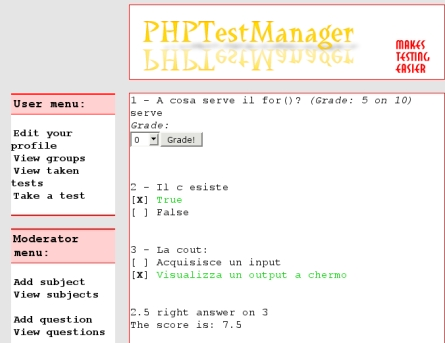 PHPTestManager
MAKES
TESTING
EASIER
User menu:
Edit your
profile
View groups
View taken
tests
Take a test
Moderator
menu:
Add subject
View subjects
Add question
View questions
1 - A cosa serve il for()? (Grade: 5 on 10)
serve
Grade:
0 Grade!
2 - Il c esiste
[X] True
[ ] False
3 - La cout:
[ ] Acquisisce un input
[X] Visualizza un output a chermo
2.5 right answer on 3
The score is: 7.5